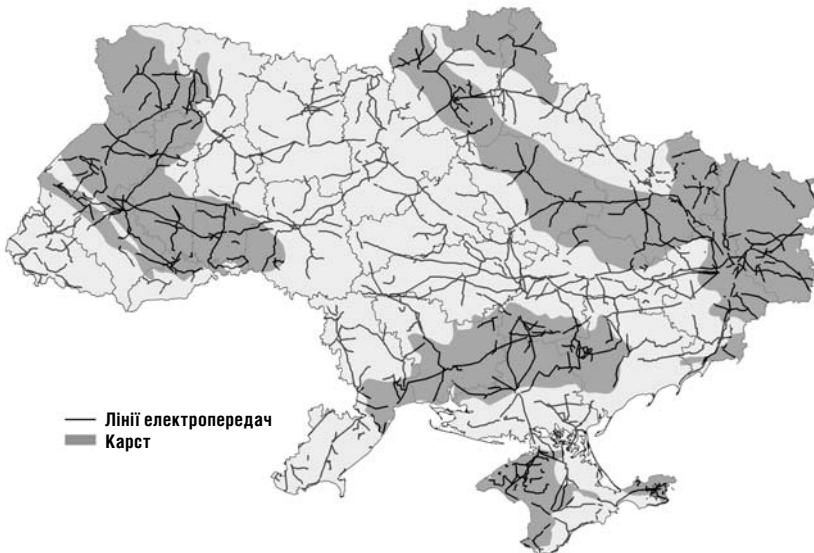 Лінії електропередач
Карст